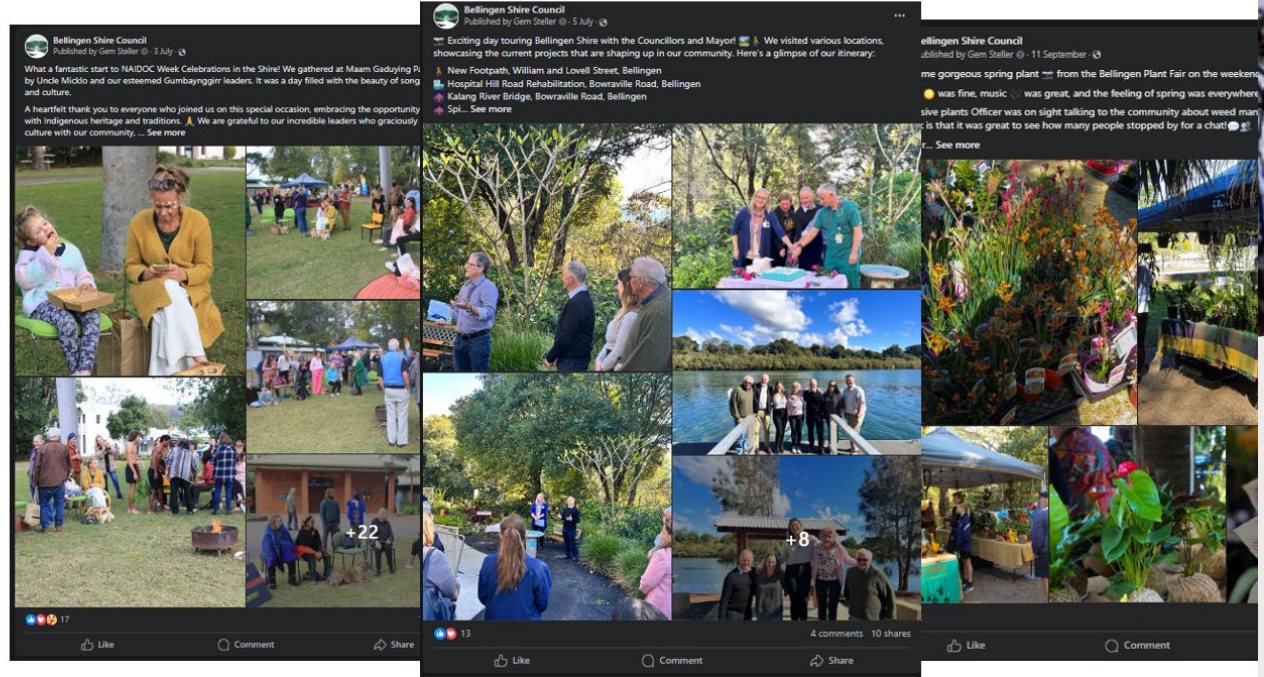 Bellingen Shire Council
Published by Gem Steller · 3 July ·
What a fantastic start to NAIDOC Week Celebrations in the Shire! We gathered at Maam Gaduying
by Uncle Micklo and our esteemed Gumbaynggirr leaders. It was a day filled with the beauty of song
and culture.
A heartfelt thank you to everyone who joined us on this special occasion, embracing the opportunity
with Indigenous heritage and traditions. 🙏 We are grateful to our incredible leaders who graciously
culture with our community, ... See more
+22
17
Like
Comment
Share
Bellingen Shire Council
Published by Gem Steller · 5 July ·
📷 Exciting day touring Bellingen Shire with the Councillors and Mayor! We visited various locations,
showcasing the current projects that are shaping up in our community. Here's a glimpse of our itinerary:
New Footpath, William and Lovell Street, Bellingen
Hospital Hill Road Rehabilitation, Bowraville Road, Bellingen
Kalang River Bridge, Bowraville Road, Bellingen
Spi... See more
+8
13
4 comments 10 shares
Like
Comment
Share
ellingen Shire Council
ublished by Gem Steller · 11 September ·
me gorgeous spring plant 📷 from the Bellingen Plant Fair on the weekend
was fine, music was great, and the feeling of spring was everywhere
sive plants Officer was on sight talking to the community about weed man
is that it was great to see how many people stopped by for a chat!
r... See more
Like
Comment